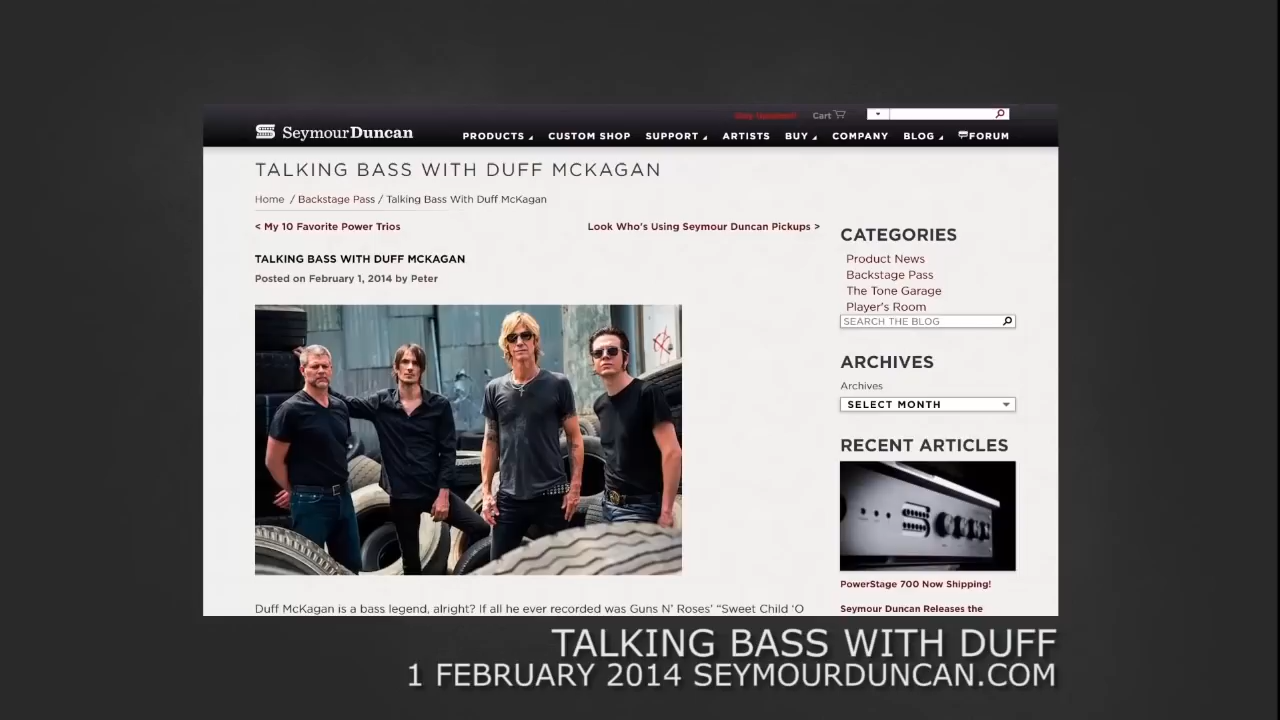 Cart
SeymourDuncan
PRODUCTS CUSTOM SHOP SUPPORT ARTISTS BUY COMPANY BLOG FORUM
TALKING BASS WITH DUFF MCKAGAN
Home / Backstage Pass / Talking Bass With Duff McKagan
< My 10 Favorite Power Trios
Look Who's Using Seymour Duncan Pickups >
TALKING BASS WITH DUFF MCKAGAN
Posted on February 1, 2014 by Peter
Duff McKagan is a bass legend, alright? If all he ever recorded was Guns N' Roses' “Sweet Child 'O
CATEGORIES
Product News
Backstage Pass
The Tone Garage
Player's Room
SEARCH THE BLOG
ARCHIVES
Archives
SELECT MONTH
RECENT ARTICLES
PowerStage 700 Now Shipping!
Seymour Duncan Releases the
TALKING BASS WITH DUFF
1 FEBRUARY 2014 SEYMOURDUNCAN.COM